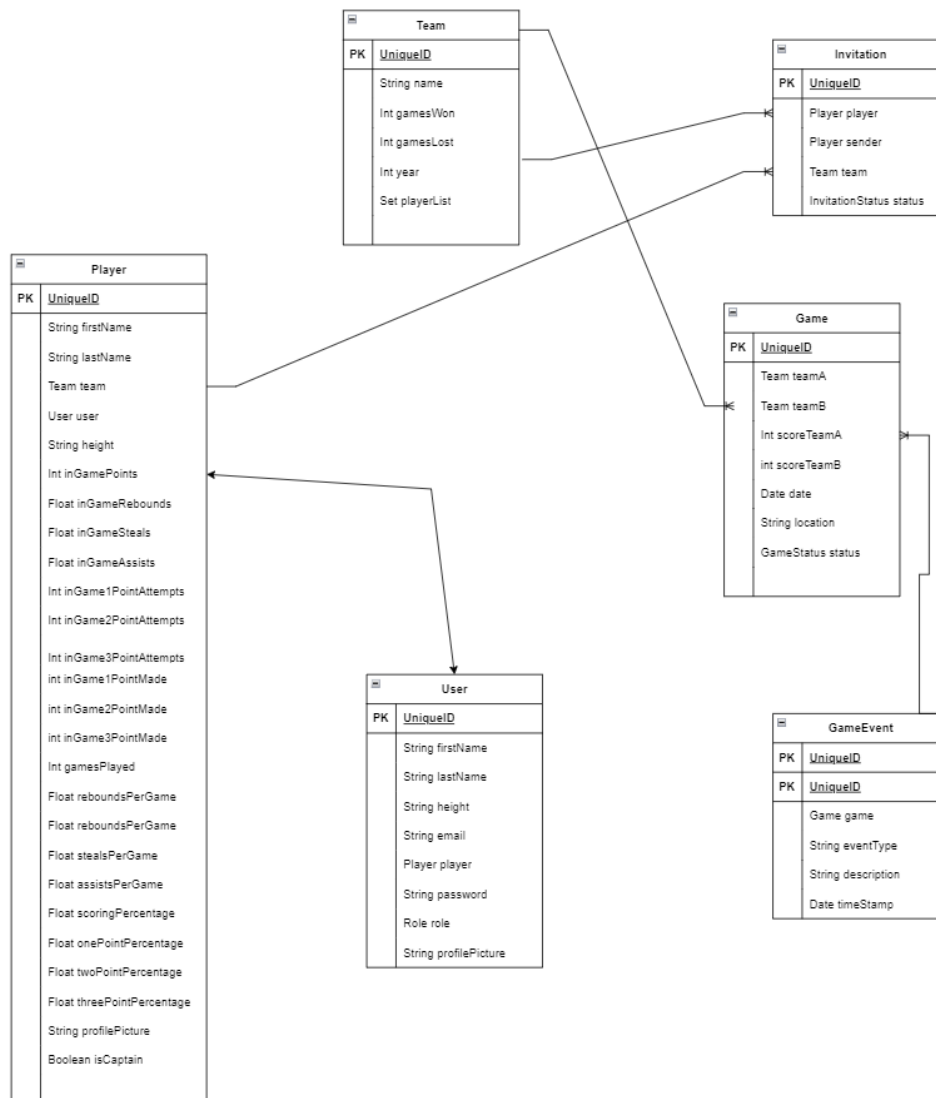 Team
PK UniqueID
String name
Int gamesWon
Int gamesLost
Int year
Set playerList
Invitation
PK UniqueID
Player player
Player sender
Team team
InvitationStatus status
Player
PK UniqueID
String firstName
String lastName
Team team
User user
String height
Int inGamePoints
Float inGameRebounds
Float inGameSteals
Float inGameAssists
Int inGame1PointAttempts
Int inGame2PointAttempts
Int inGame3PointAttempts
int inGame1PointMade
int inGame2PointMade
int inGame3PointMade
Int gamesPlayed
Float reboundsPerGame
Float reboundsPerGame
Float stealsPerGame
Float assistsPerGame
Float scoringPercentage
Float onePointPercentage
Float twoPointPercentage
Float threePointPercentage
String profilePicture
Boolean isCaptain
Game
PK UniqueID
Team teamA
Team teamB
Int scoreTeamA
int scoreTeamB
Date date
String location
GameStatus status
User
PK UniqueID
String firstName
String lastName
String height
String email
Player player
String password
Role role
String profilePicture
GameEvent
PK UniqueID
PK UniqueID
Game game
String eventType
String description
Date timeStamp